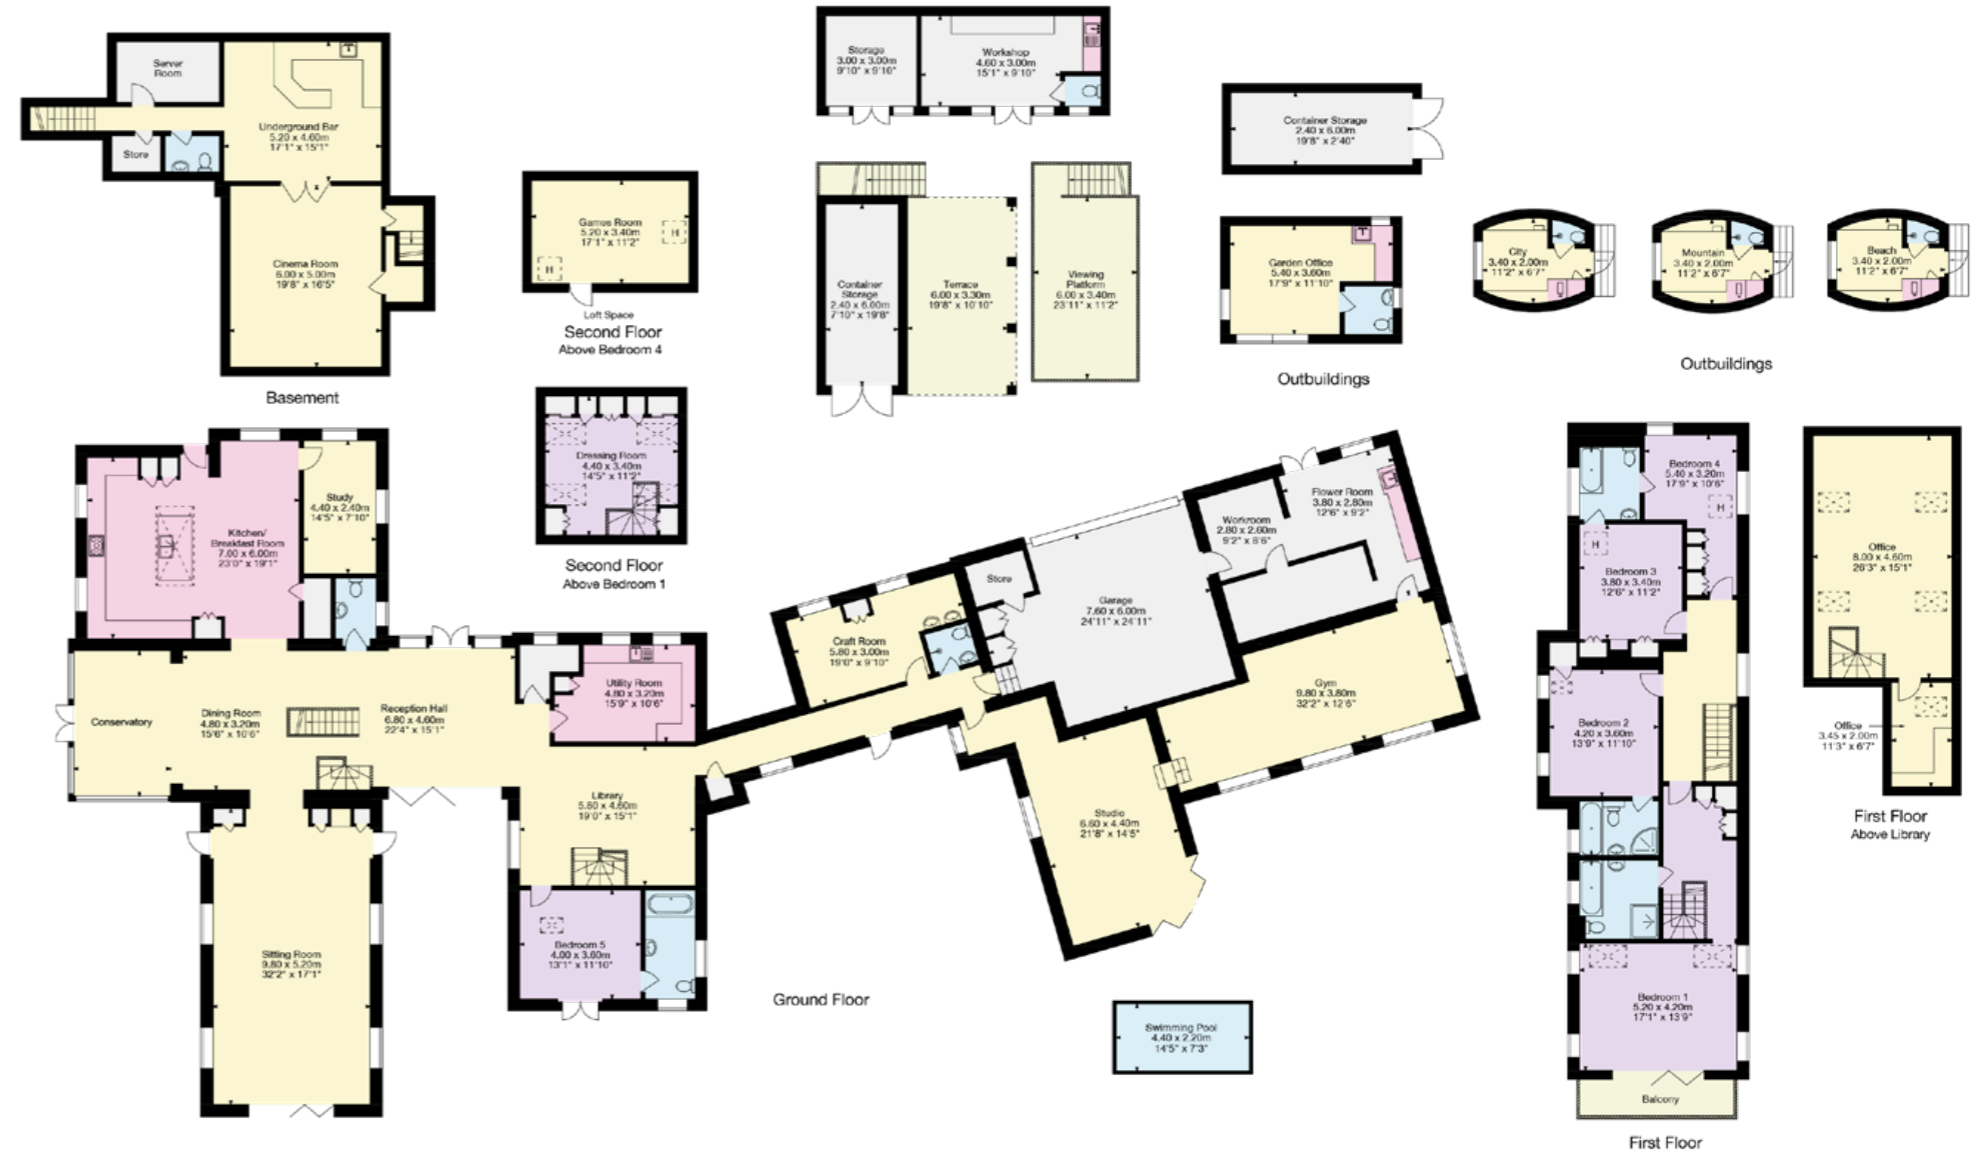 Server
Room
Underground Bar
5.20 x 4.60m
17'1" x 15'1"
Store
Cinema Room
6.00 x 5.00m
19'8" x 16'5"
Basement
Games Room
5.20 x 3.40m
17'1" x 11'2"
H
H
Loft Space
Second Floor
Above Bedroom 4
Dressing Room
4.40 x 3.40m
14'5" x 11'2"
Second Floor
Above Bedroom 1
Storage
3.00 x 3.00m
9'10" x 9'10"
Workshop
4.60 x 3.00m
15'1" x 9'10"
Container
Storage
2.40 x 6.00m
7'10" x 19'8"
Terrace
6.00 x 3.30m
19'8" x 10'10"
Viewing
Platform
6.00 x 3.40m
23'11" x 11'2"
Container Storage
2.40 x 6.00m
19'8" x 2'40"
Garden Office
5.40 x 3.60m
17'9" x 11'10"
Outbuildings
City
3.40 x 2.00m
11'2" x 6'7"
Mountain
3.40 x 2.00m
11'2" x 6'7"
Beach
3.40 x 2.00m
11'2" x 6'7"
Outbuildings
Kitchen/
Breakfast Room
7.00 x 6.00m
23'0" x 19'1"
Study
4.40 x 2.40m
14'5" x 7'10"
Conservatory
Dining Room
4.80 x 3.20m
15'6" x 10'6"
Reception Hall
6.80 x 4.60m
22'4" x 15'1"
Utility Room
4.80 x 3.20m
15'9" x 10'6"
Library
5.80 x 4.60m
19'0" x 15'1"
Sitting Room
9.80 x 5.20m
32'2" x 17'1"
Bedroom 5
4.00 x 3.60m
13'1" x 11'10"
Craft Room
5.80 x 3.00m
19'0" x 9'10"
Store
Garage
7.60 x 6.00m
24'11" x 24'11"
Workroom
2.80 x 2.60m
9'2" x 8'6"
Flower Room
3.80 x 2.80m
12'6" x 9'2"
Gym
9.80 x 3.80m
32'2" x 12'6"
Studio
6.60 x 4.40m
21'8" x 14'5"
Ground Floor
Swimming Pool
4.40 x 2.20m
14'5" x 7'3"
Bedroom 4
5.40 x 3.20m
17'9" x 10'6"
H
H
Bedroom 3
3.80 x 3.40m
12'6" x 11'2"
Bedroom 2
4.20 x 3.60m
13'9" x 11'10"
Bedroom 1
5.20 x 4.20m
17'1" x 13'9"
Balcony
First Floor
Office
8.00 x 4.60m
26'3" x 15'1"
Office
3.45 x 2.00m
11'3" x 6'7"
First Floor
Above Library